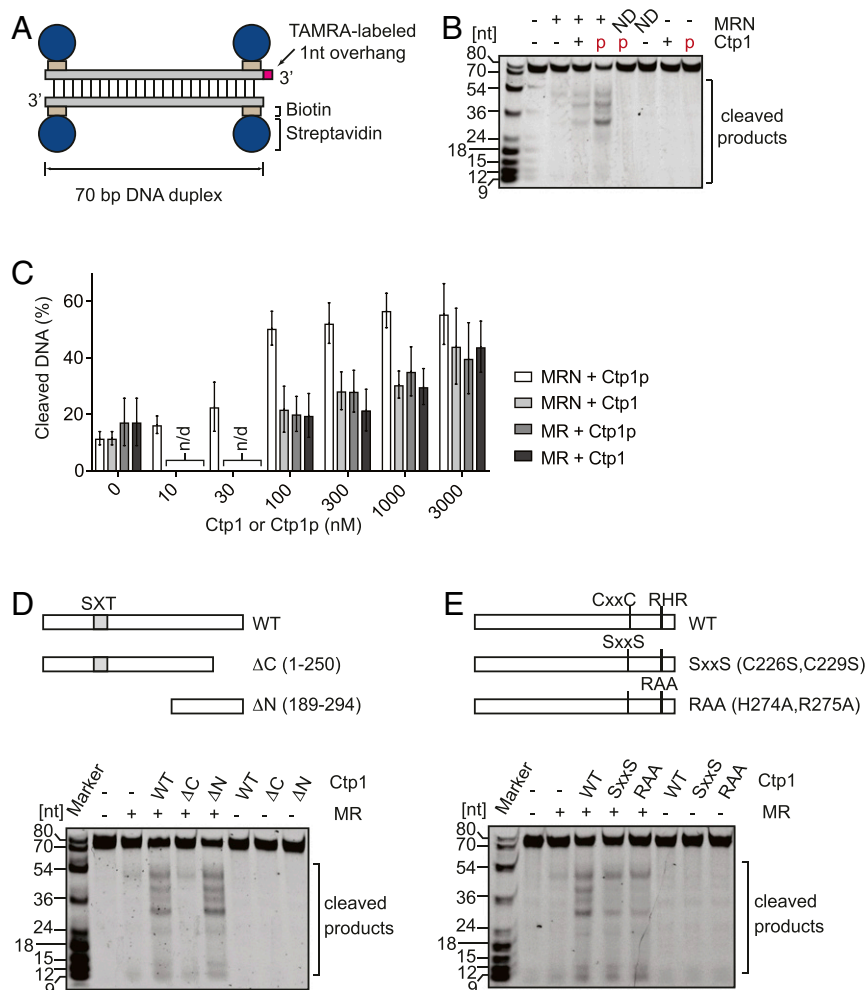 A
TAMRA-labeled
1nt overhang
3'
3'
Biotin
Streptavidin
70 bp DNA duplex
B
- + + + ND ND - - MRN
- - + p p - + p Ctp1
[nt]
80
70
54
36
24
18
15
12
9
cleaved
products
C
Cleaved DNA (%)
60
40
20
0
n/d
n/d
0 10 30 100 300 1000 3000
Ctp1 or Ctp1p (nM)
MRN + Ctp1p
MRN + Ctp1
MR + Ctp1p
MR + Ctp1
D
SXT
WT
ΔC (1-250)
ΔN (189-294)
Marker
- - WT ΔC ΔN WT ΔC ΔN Ctp1
- + + + + - - - MR
[nt]
80
70
54
36
24
18
15
12
9
cleaved
products
E
CxxC RHR
WT
SxxS
SxxS (C226S,C229S)
RAA
RAA (H274A,R275A)
Marker
- - WT SxxS RAA WT SxxS RAA Ctp1
- + + + + - - - MR
[nt]
80
70
54
36
24
18
15
12
9
cleaved
products